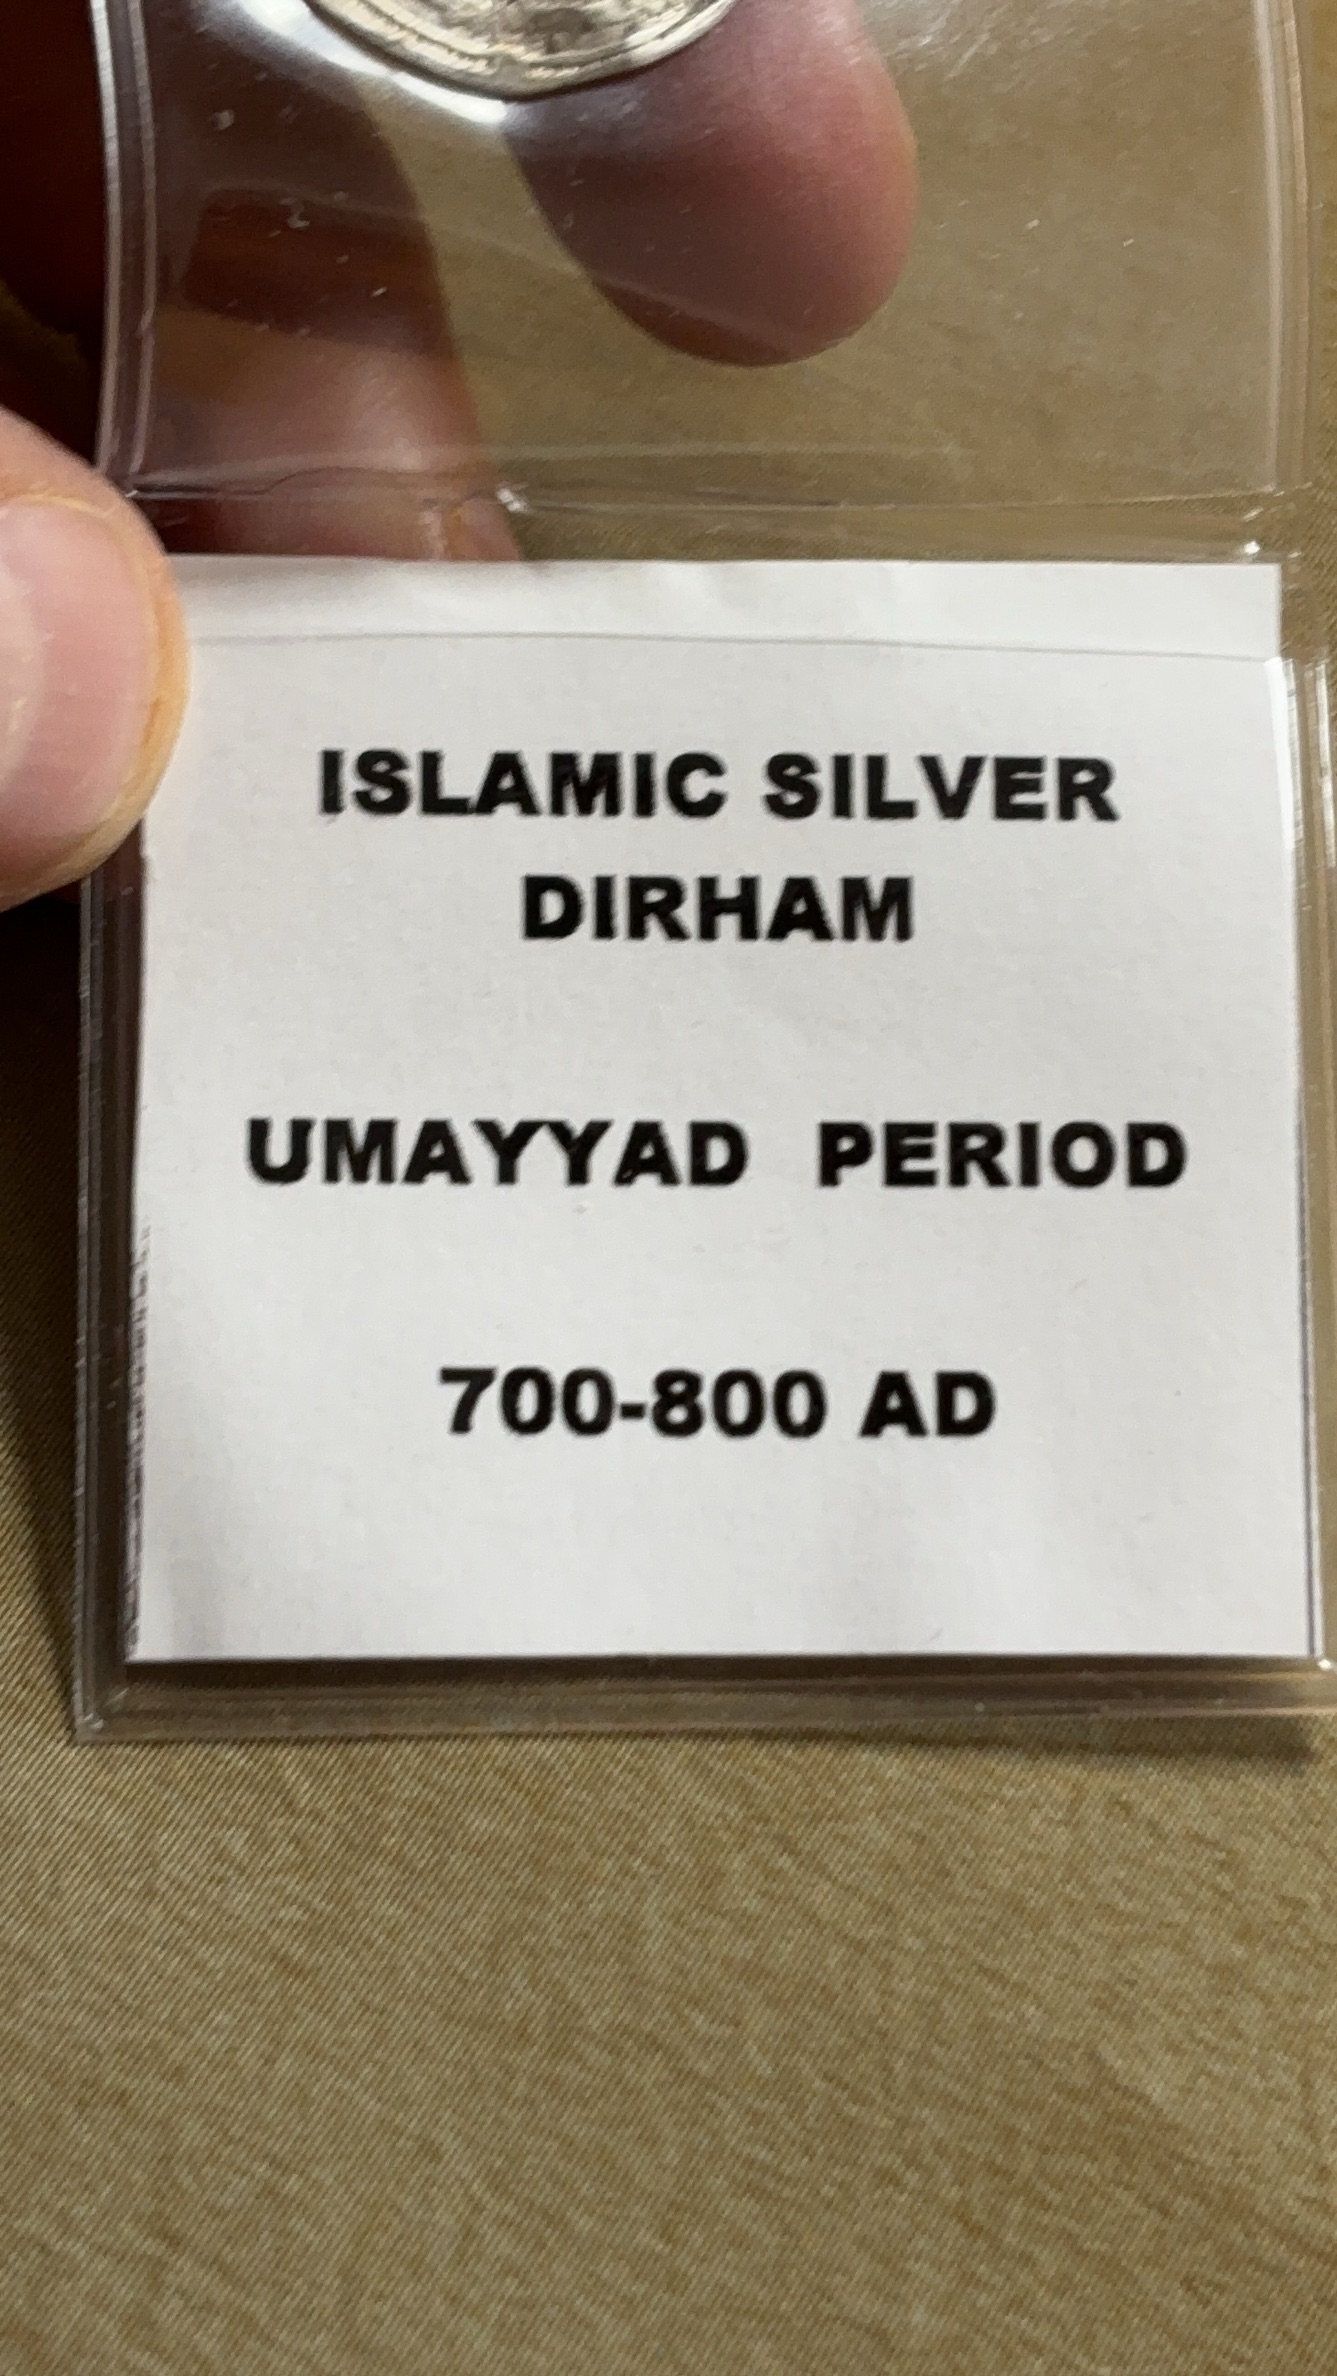 ISLAMIC SILVER
DIRHAM
UMAYYAD PERIOD
700-800 AD